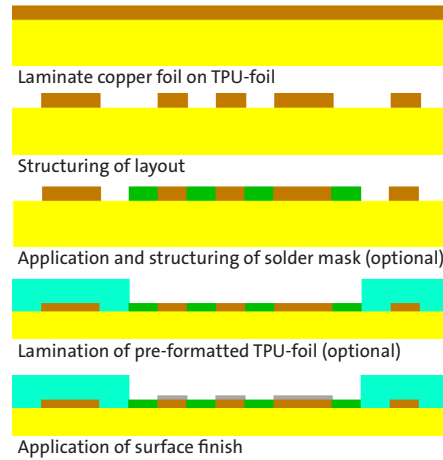 Laminate copper foil on TPU-foil
Structuring of layout
Application and structuring of solder mask (optional)
Lamination of pre-formatted TPU-foil (optional)
Application of surface finish